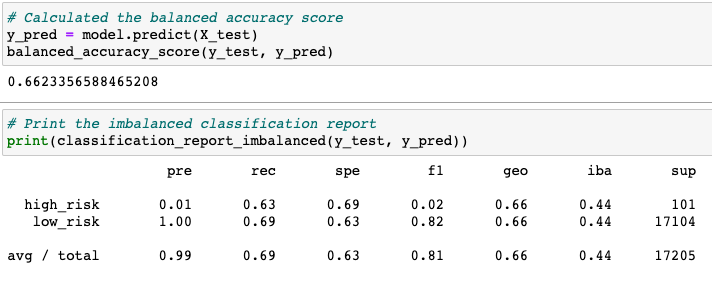 # Calculated the balanced accuracy score
y_pred = model.predict(X_test)
balanced_accuracy_score(y_test, y_pred)
0.6623356588465208
# Print the imbalanced classification report
print(classification_report_imbalanced(y_test, y_pred))
pre rec spe f1 geo iba sup
high_risk 0.01 0.63 0.69 0.02 0.66 0.44 101
low_risk 1.00 0.69 0.63 0.82 0.66 0.44 17104
avg / total 0.99 0.69 0.63 0.81 0.66 0.44 17205